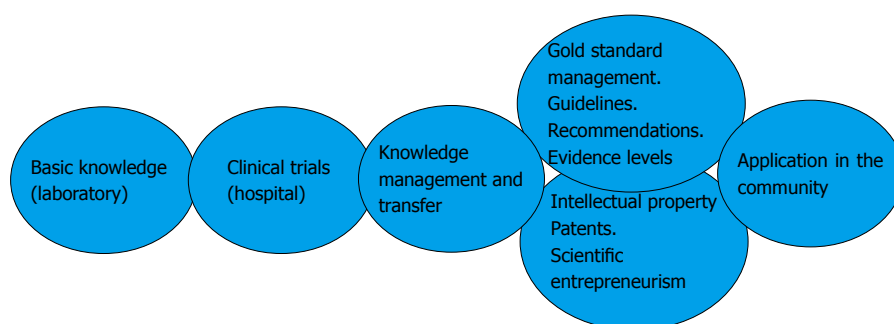 Basic knowledge
(laboratory)
Clinical trials
(hospital)
Knowledge
management and
transfer
Gold standard
management.
Guidelines.
Recommendations.
Evidence levels
Intellectual property
Patents.
Scientific
entrepreneurism
Application in the
community